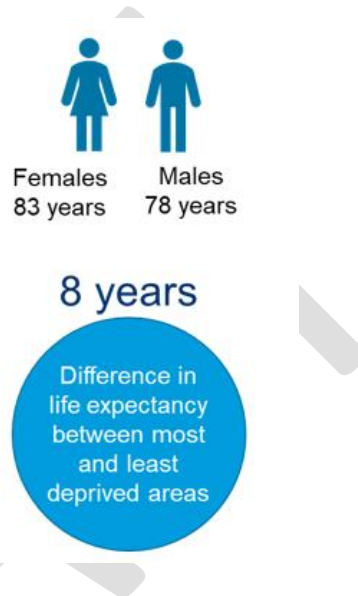 Females
83 years
Males
78 years
8 years
Difference in
life expectancy
between most
and least
deprived areas